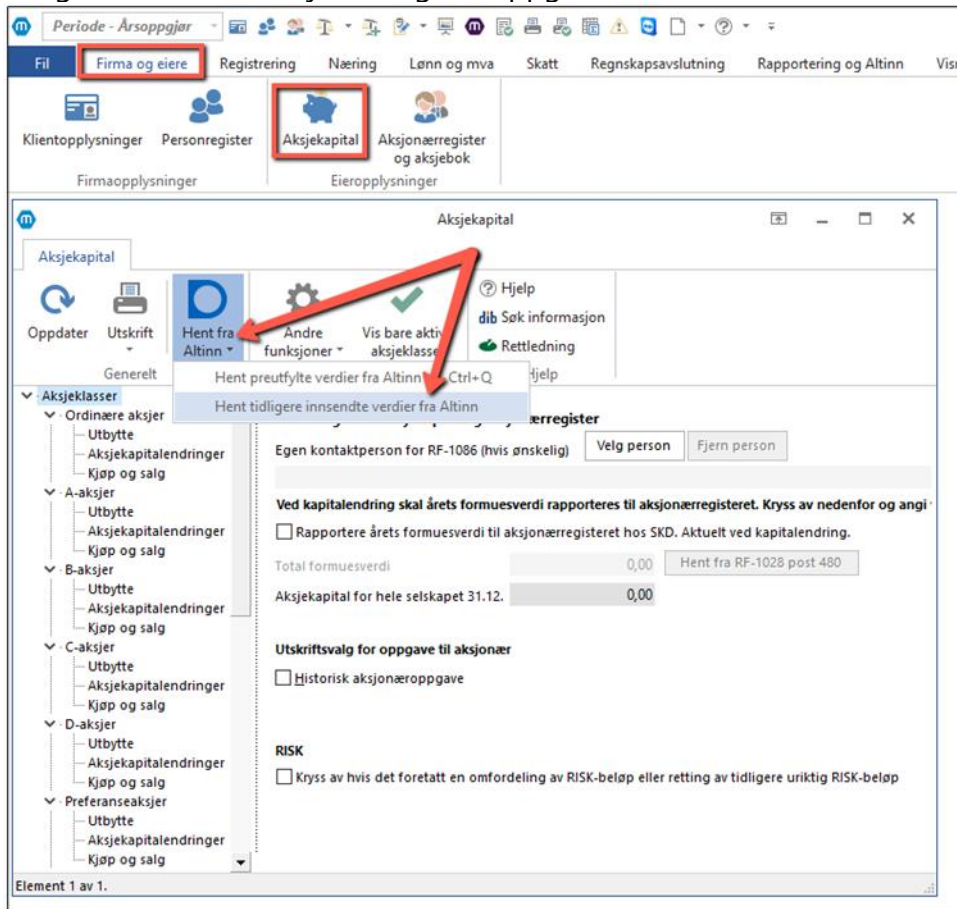 Periode - Årsoppgjør
Fil Firma og eiere Registrering Næring Lønn og mva Skatt Regnskapsavslutning Rapportering og Altinn
Klientopplysninger Personregister Aksjekapital Aksjonærregister
og aksjebok
Firmaopplysninger Eieropplysninger
Aksjekapital
Aksjekapital
Oppdater Utskrift Hent fra
Altinn
Andre
funksjoner
Vis bare aktiv
aksjeklasse
Hjelp
dib Søk informasjon
Rettledning
Generelt
Hent preutfylte verdier fra Altinn Ctrl+Q
Hent tidligere innsendte verdier fra Altinn
Aksjeklasser
Ordinære aksjer
Utbytte
Aksjekapitalendringer
Kjøp og salg
A-aksjer
Utbytte
Aksjekapitalendringer
Kjøp og salg
B-aksjer
Utbytte
Aksjekapitalendringer
Kjøp og salg
C-aksjer
Utbytte
Aksjekapitalendringer
Kjøp og salg
D-aksjer
Utbytte
Aksjekapitalendringer
Kjøp og salg
Preferanseaksjer
Utbytte
Aksjekapitalendringer
Kjøp og salg
Egen kontaktperson for RF-1086 (hvis ønskelig) Velg person Fjern person
Ved kapitalendring skal årets formuesverdi rapporteres til aksjonærregisteret. Kryss av nedenfor og angi
Rapportere årets formuesverdi til aksjonærregisteret hos SKD. Aktuelt ved kapitalendring.
Total formuesverdi 0,00 Hent fra RF-1028 post 480
Aksjekapital for hele selskapet 31.12. 0,00
Utskriftsvalg for oppgave til aksjonær
Historisk aksjonæroppgave
RISK
Kryss av hvis det foretatt en omfordeling av RISK-beløp eller retting av tidligere uriktig RISK-beløp
Element 1 av 1.